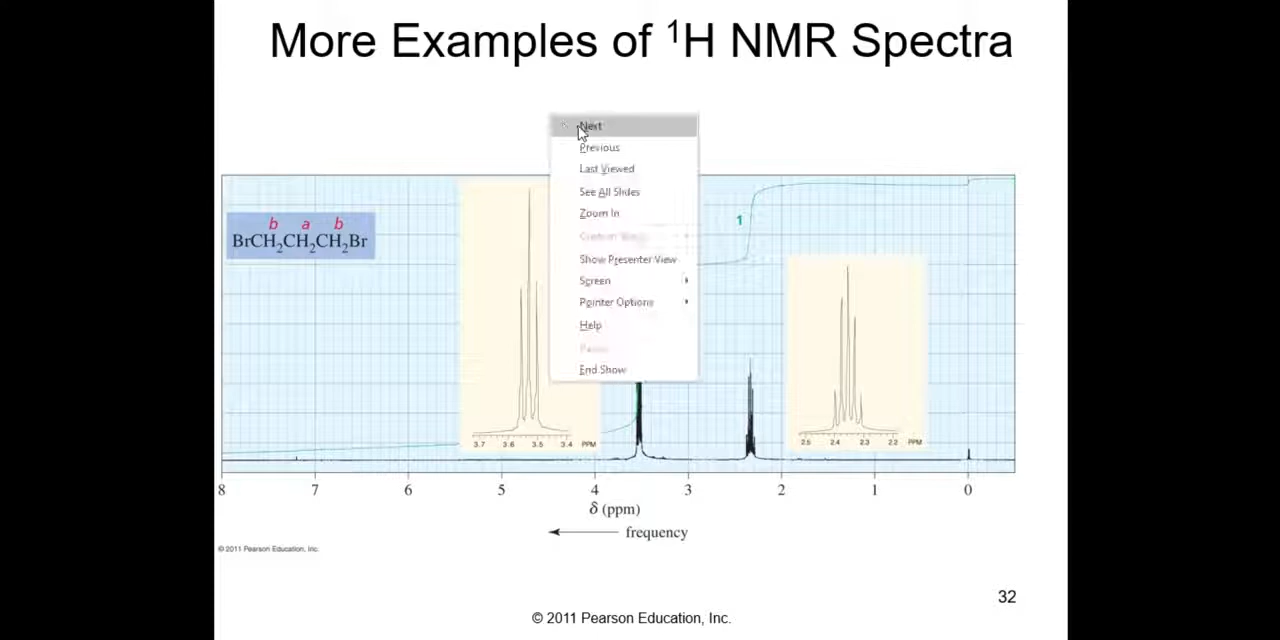 More Examples of ¹H NMR Spectra
Next
Previous
Last Viewed
See All Slides
Zoom In
Show Presenter View
Screen
Pointer Options
Help
End Show
b a b
BrCH₂CH₂CH₂Br
1
3.7 3.6 3.5 3.4 PPM
2.5 2.4 2.3 2.2 PPM
8 7 6 5 4 3 2 1 0
δ (ppm)
frequency
© 2011 Pearson Education, Inc.
32
© 2011 Pearson Education, Inc.